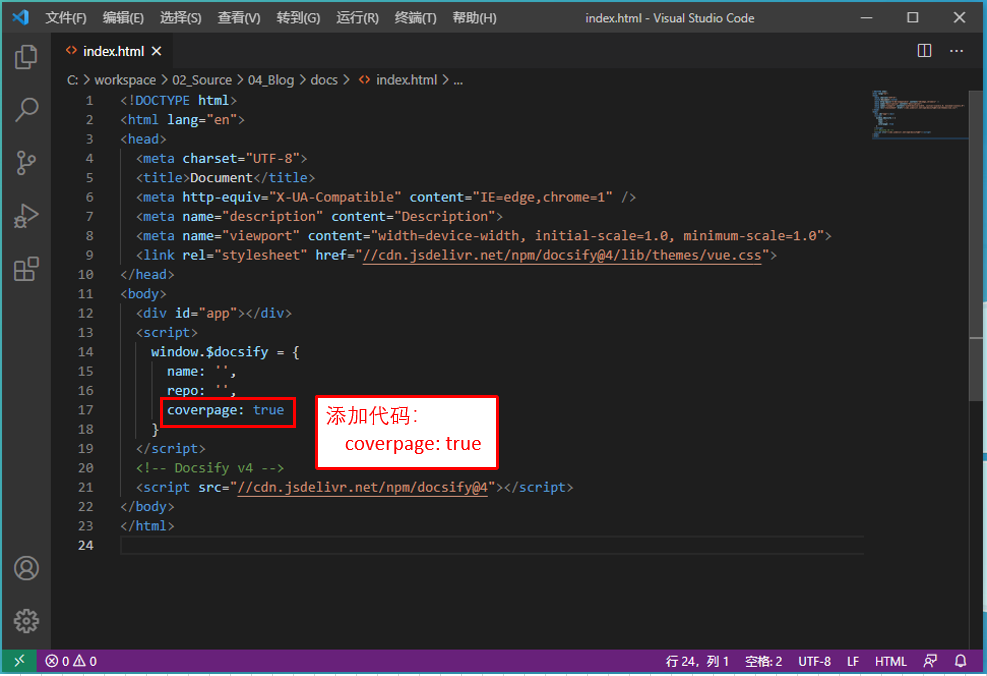 文件(F) 编辑(E) 选择(S) 查看(V) 转到(G) 运行(R) 终端(T) 帮助(H) index.html - Visual Studio Code
index.html
C: > workspace > 02_Source > 04_Blog > docs > index.html > ...
1 <!DOCTYPE html>
2 <html lang="en">
3 <head>
4 <meta charset="UTF-8">
5 <title>Document</title>
6 <meta http-equiv="X-UA-Compatible" content="IE=edge,chrome=1" />
7 <meta name="description" content="Description">
8 <meta name="viewport" content="width=device-width, initial-scale=1.0, minimum-scale=1.0">
9 <link rel="stylesheet" href="//cdn.jsdelivr.net/npm/docsify@4/lib/themes/vue.css">
10 </head>
11 <body>
12 <div id="app"></div>
13 <script>
14 window.$docsify = {
15 name: '',
16 repo: '',
17 coverpage: true
18 }
19 </script>
20 <!-- Docsify v4 -->
21 <script src="//cdn.jsdelivr.net/npm/docsify@4"></script>
22 </body>
23 </html>
24
添加代码:
coverpage: true
0 0 行 24, 列 1 空格: 2 UTF-8 LF HTML